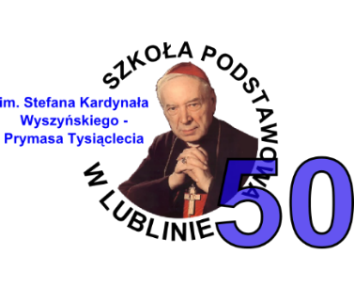 SZKOŁA PODSTAWOWA
im. Stefana Kardynała
Wyszyńskiego -
Prymasa Tysiąclecia
W LUBLINIE
50